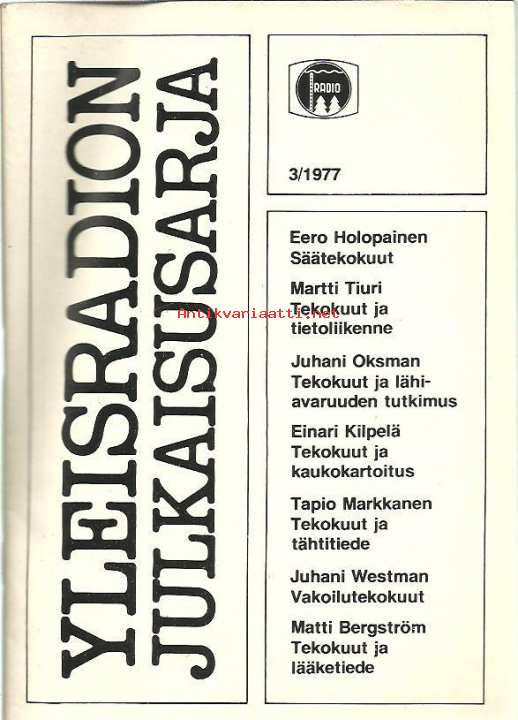 YLEISRADION
JULKAISUSARJA
RADIO
3/1977
Eero Holopainen
Säätekokuut
Martti Tiuri
Tekokuut ja
tietoliikenne
Antikvariaatti.net
Juhani Oksman
Tekokuut ja lähi-
avaruuden tutkimus
Einari Kilpelä
Tekokuut ja
kaukokartoitus
Tapio Markkanen
Tekokuut ja
tähtitiede
Juhani Westman
Vakoilutekokuut
Matti Bergström
Tekokuut ja
lääketiede